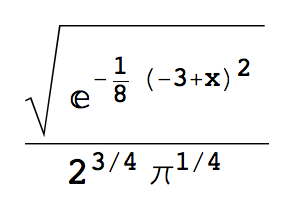 √(ⅇ^(-1/8 (-3+x)^2))
2^(3/4) π^(1/4)